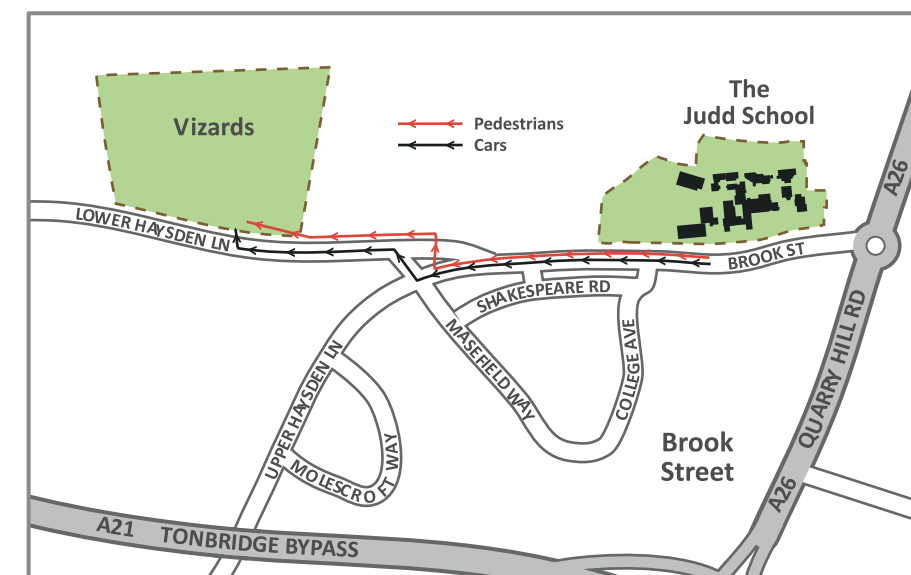 The
Judd School
Vizards
Pedestrians
Cars
A26
LOWER HAYSDEN LN
BROOK ST
SHAKESPEARE RD
MASEFIELD WAY
COLLEGE AVE
QUARRY HILL RD
UPPER HAYSDEN LN
MOLESCROFT WAY
Brook
Street
A26
A21 TONBRIDGE BYPASS